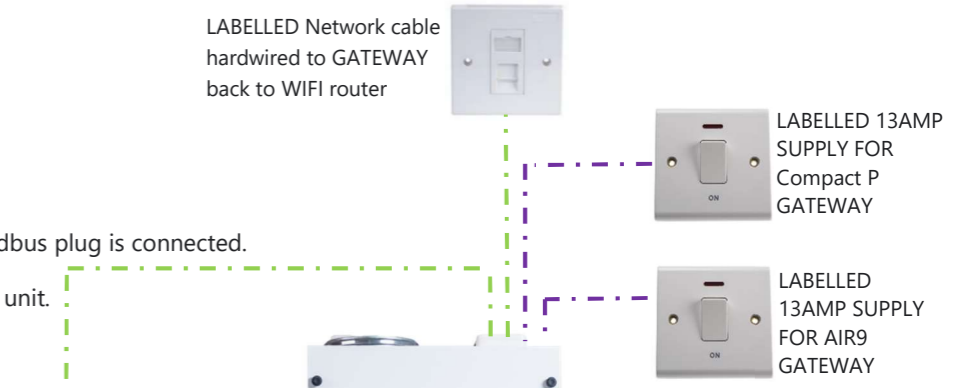 LABELLED Network cable
hardwired to GATEWAY
back to WIFI router
LABELLED 13AMP
SUPPLY FOR
Compact P
GATEWAY
ON
dbus plug is connected.
unit.
LABELLED
13AMP SUPPLY
FOR AIR9
GATEWAY
ON